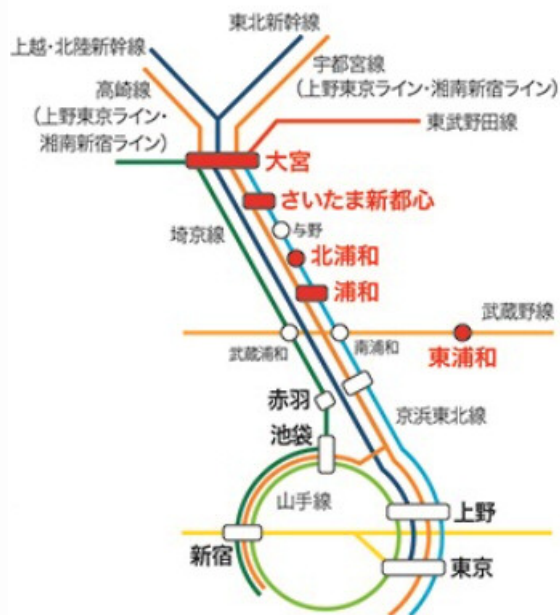 東北新幹線
上越・北陸新幹線
宇都宮線
(上野東京ライン・湘南新宿ライン)
高崎線
(上野東京ライン・
湘南新宿ライン)
東武野田線
大宮
さいたま新都心
埼京線
与野
北浦和
浦和
武蔵野線
武蔵浦和
南浦和
東浦和
赤羽
京浜東北線
池袋
山手線
上野
新宿
東京